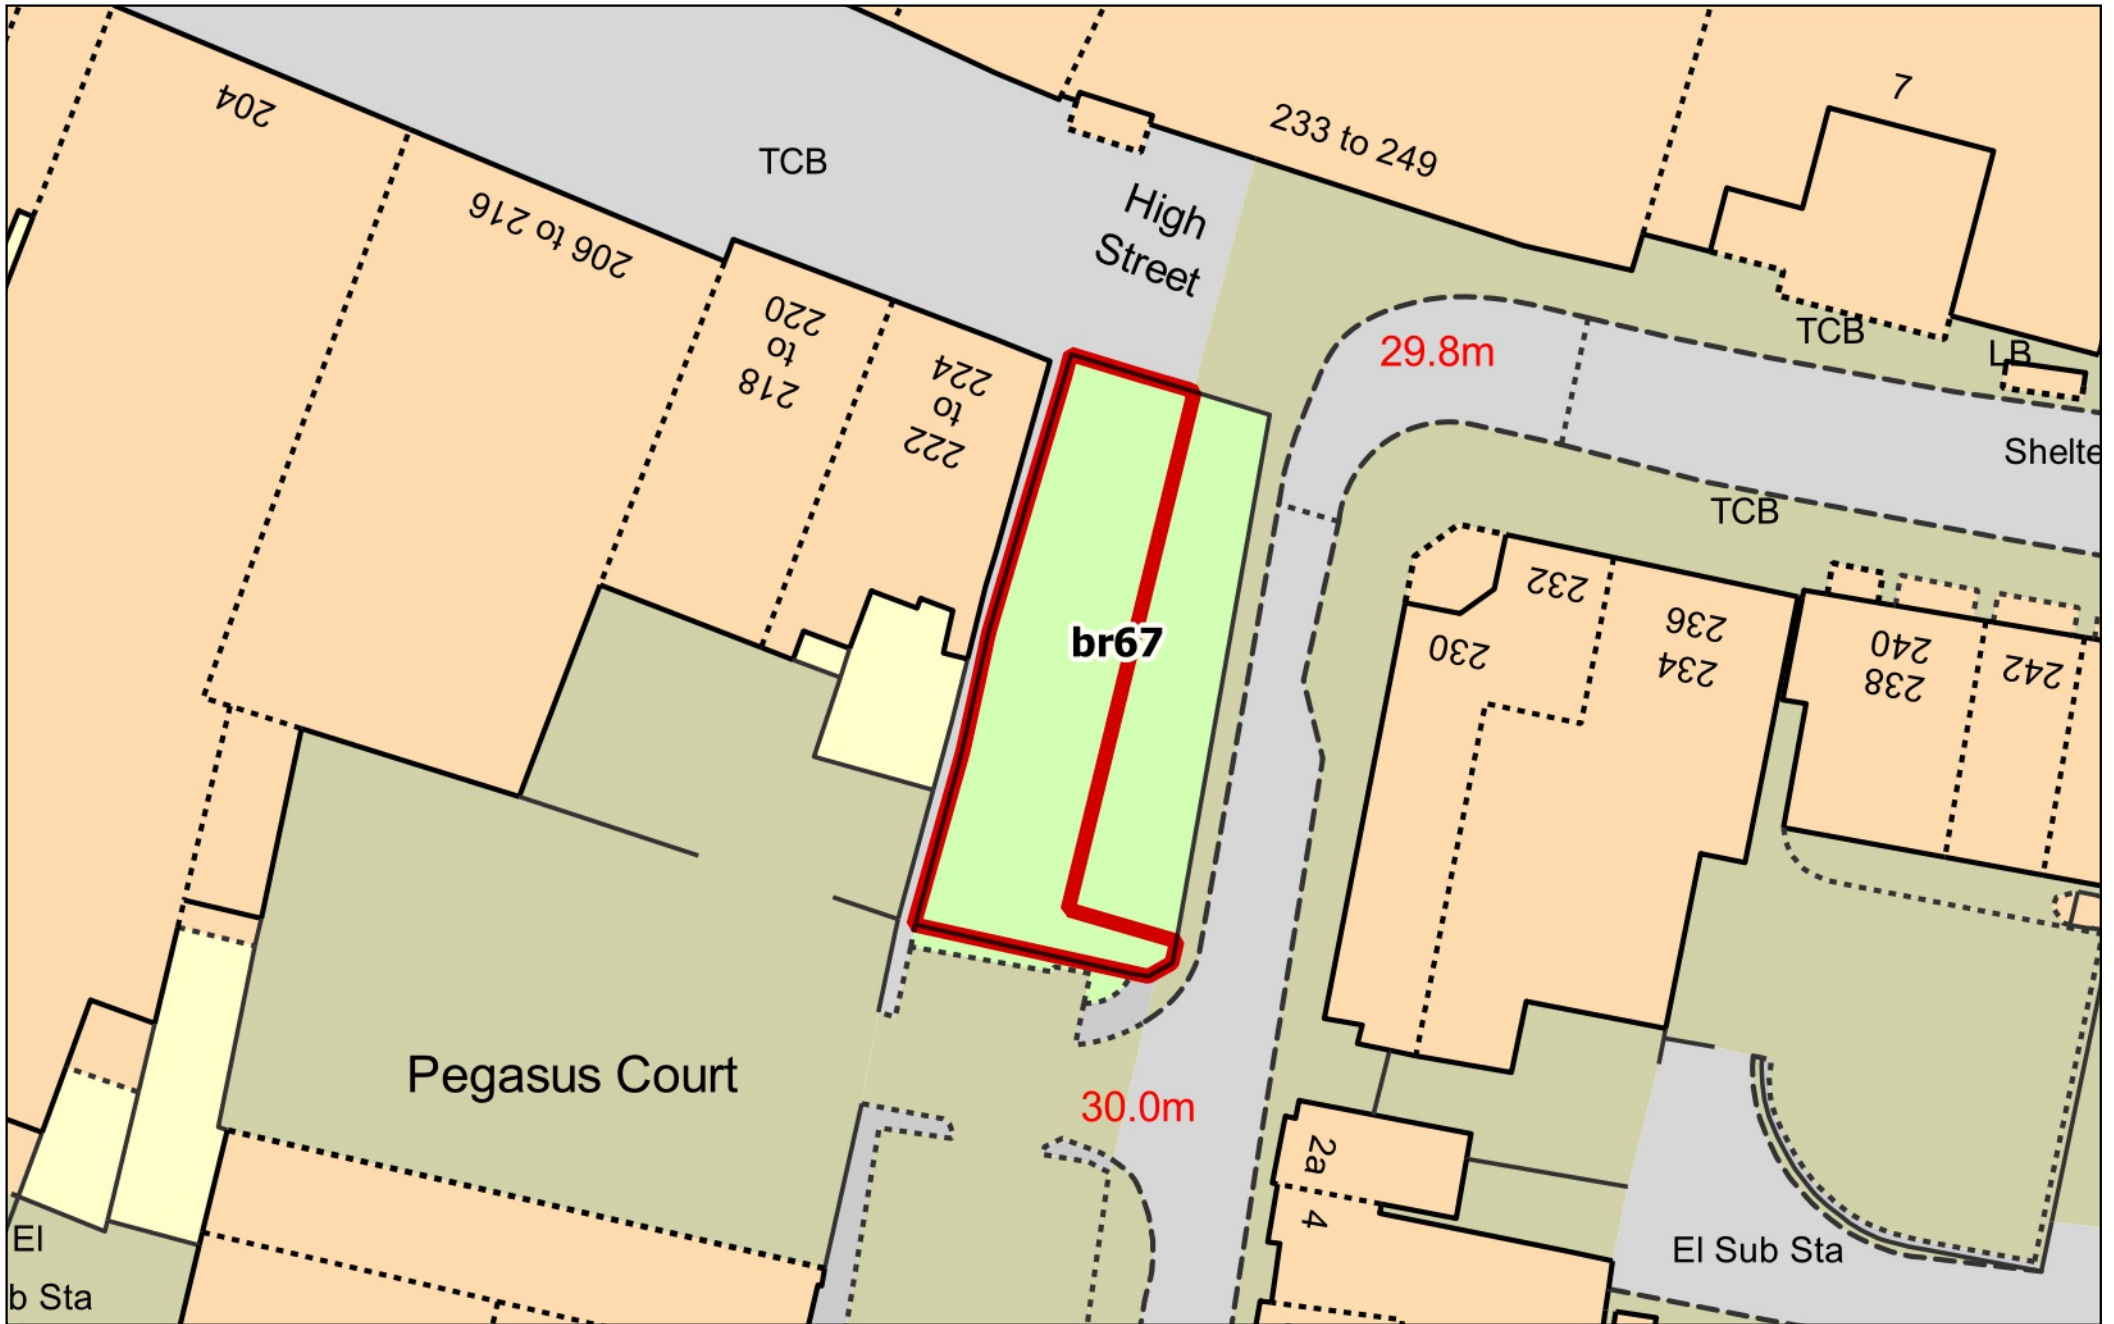 7
204
233 to 249
TCB
206 to 216
High
Street
220
to
218
TCB
LB
29.8m
224
to
222
Shelte
TCB
232
236
234
230
br67
240
238
242
Pegasus Court
30.0m
2a
4
El
b Sta
El Sub Sta